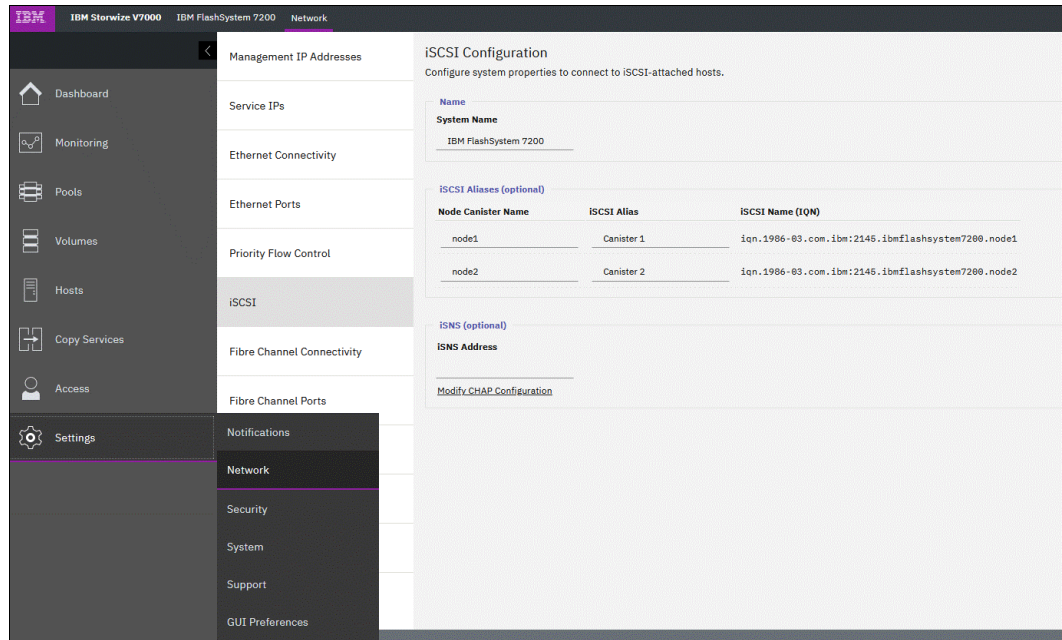 IBM
IBM Storwize V7000 IBM FlashSystem 7200 Network
Dashboard
Monitoring
Pools
Volumes
Hosts
Copy Services
Access
Settings
Management IP Addresses
Service IPs
Ethernet Connectivity
Ethernet Ports
Priority Flow Control
iSCSI
Fibre Channel Connectivity
Fibre Channel Ports
Notifications
Network
Security
System
Support
GUI Preferences
iSCSI Configuration
Configure system properties to connect to iSCSI-attached hosts.
Name
System Name
IBM FlashSystem 7200
iSCSI Aliases (optional)
Node Canister Name iSCSI Alias iSCSI Name (IQN)
node1 Canister 1 iqn.1986-03.com.ibm:2145.ibmflashsystem7200.node1
node2 Canister 2 iqn.1986-03.com.ibm:2145.ibmflashsystem7200.node2
iSNS (optional)
iSNS Address
Modify CHAP Configuration